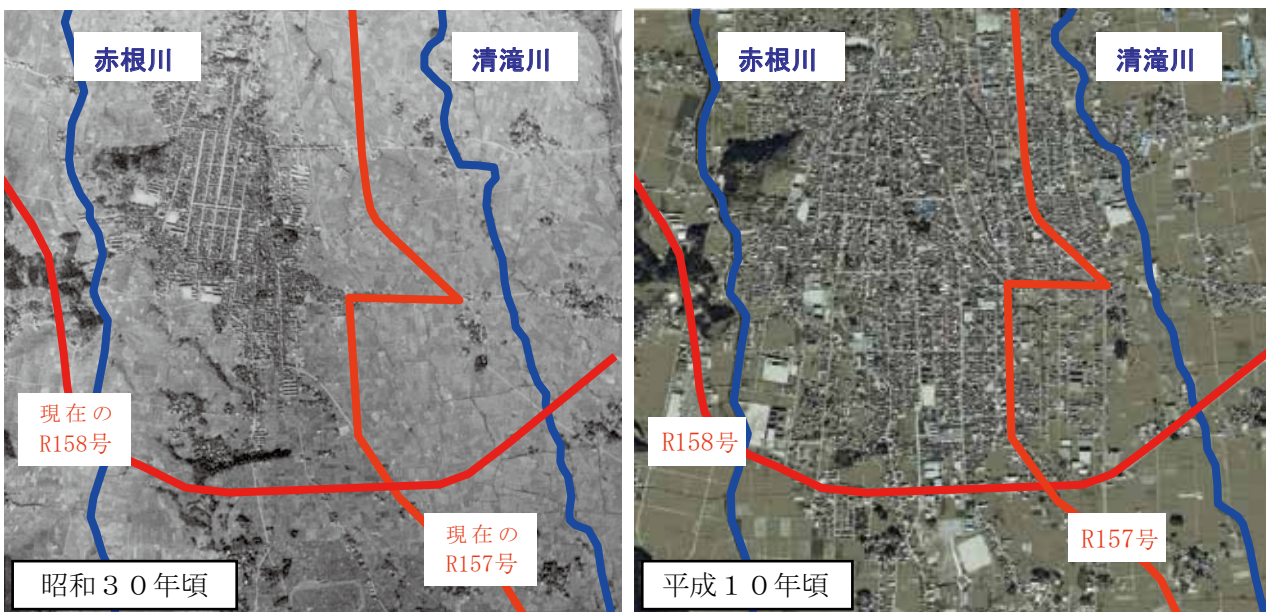 赤根川
清滝川
現在の
R158号
現在の
R157号
昭和３０年頃
赤根川
清滝川
R158号
R157号
平成１０年頃